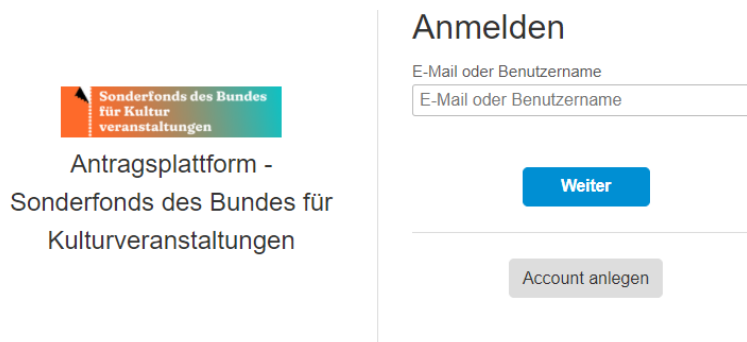 Sonderfonds des Bundes
für Kultur
veranstaltungen
Antragsplattform -
Sonderfonds des Bundes für
Kulturveranstaltungen
Anmelden
E-Mail oder Benutzername
E-Mail oder Benutzername
Weiter
Account anlegen